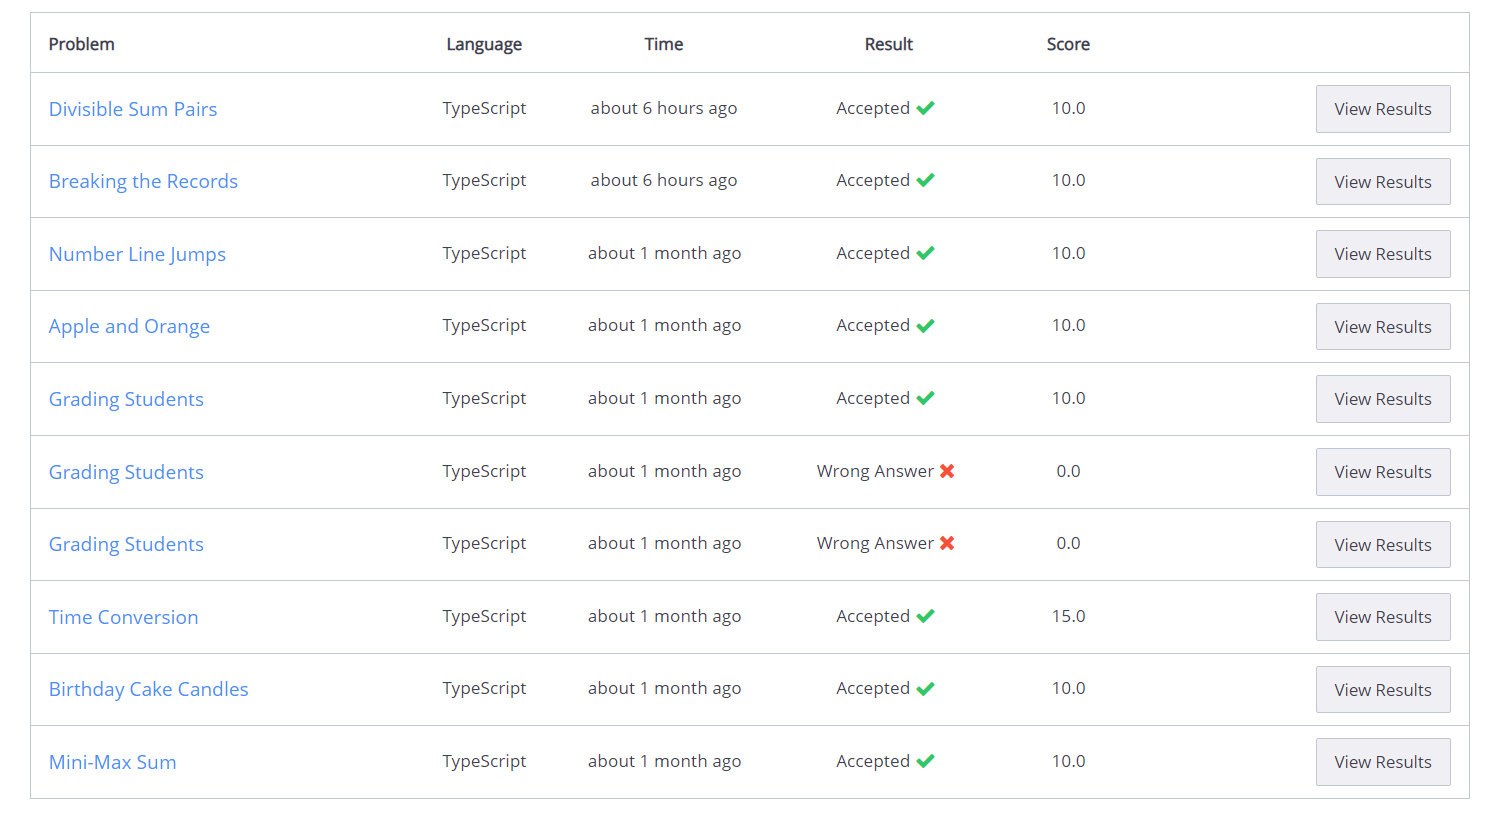 Problem Language Time Result Score
Divisible Sum Pairs TypeScript about 6 hours ago Accepted 10.0 View Results
Breaking the Records TypeScript about 6 hours ago Accepted 10.0 View Results
Number Line Jumps TypeScript about 1 month ago Accepted 10.0 View Results
Apple and Orange TypeScript about 1 month ago Accepted 10.0 View Results
Grading Students TypeScript about 1 month ago Accepted 10.0 View Results
Grading Students TypeScript about 1 month ago Wrong Answer 0.0 View Results
Grading Students TypeScript about 1 month ago Wrong Answer 0.0 View Results
Time Conversion TypeScript about 1 month ago Accepted 15.0 View Results
Birthday Cake Candles TypeScript about 1 month ago Accepted 10.0 View Results
Mini-Max Sum TypeScript about 1 month ago Accepted 10.0 View Results